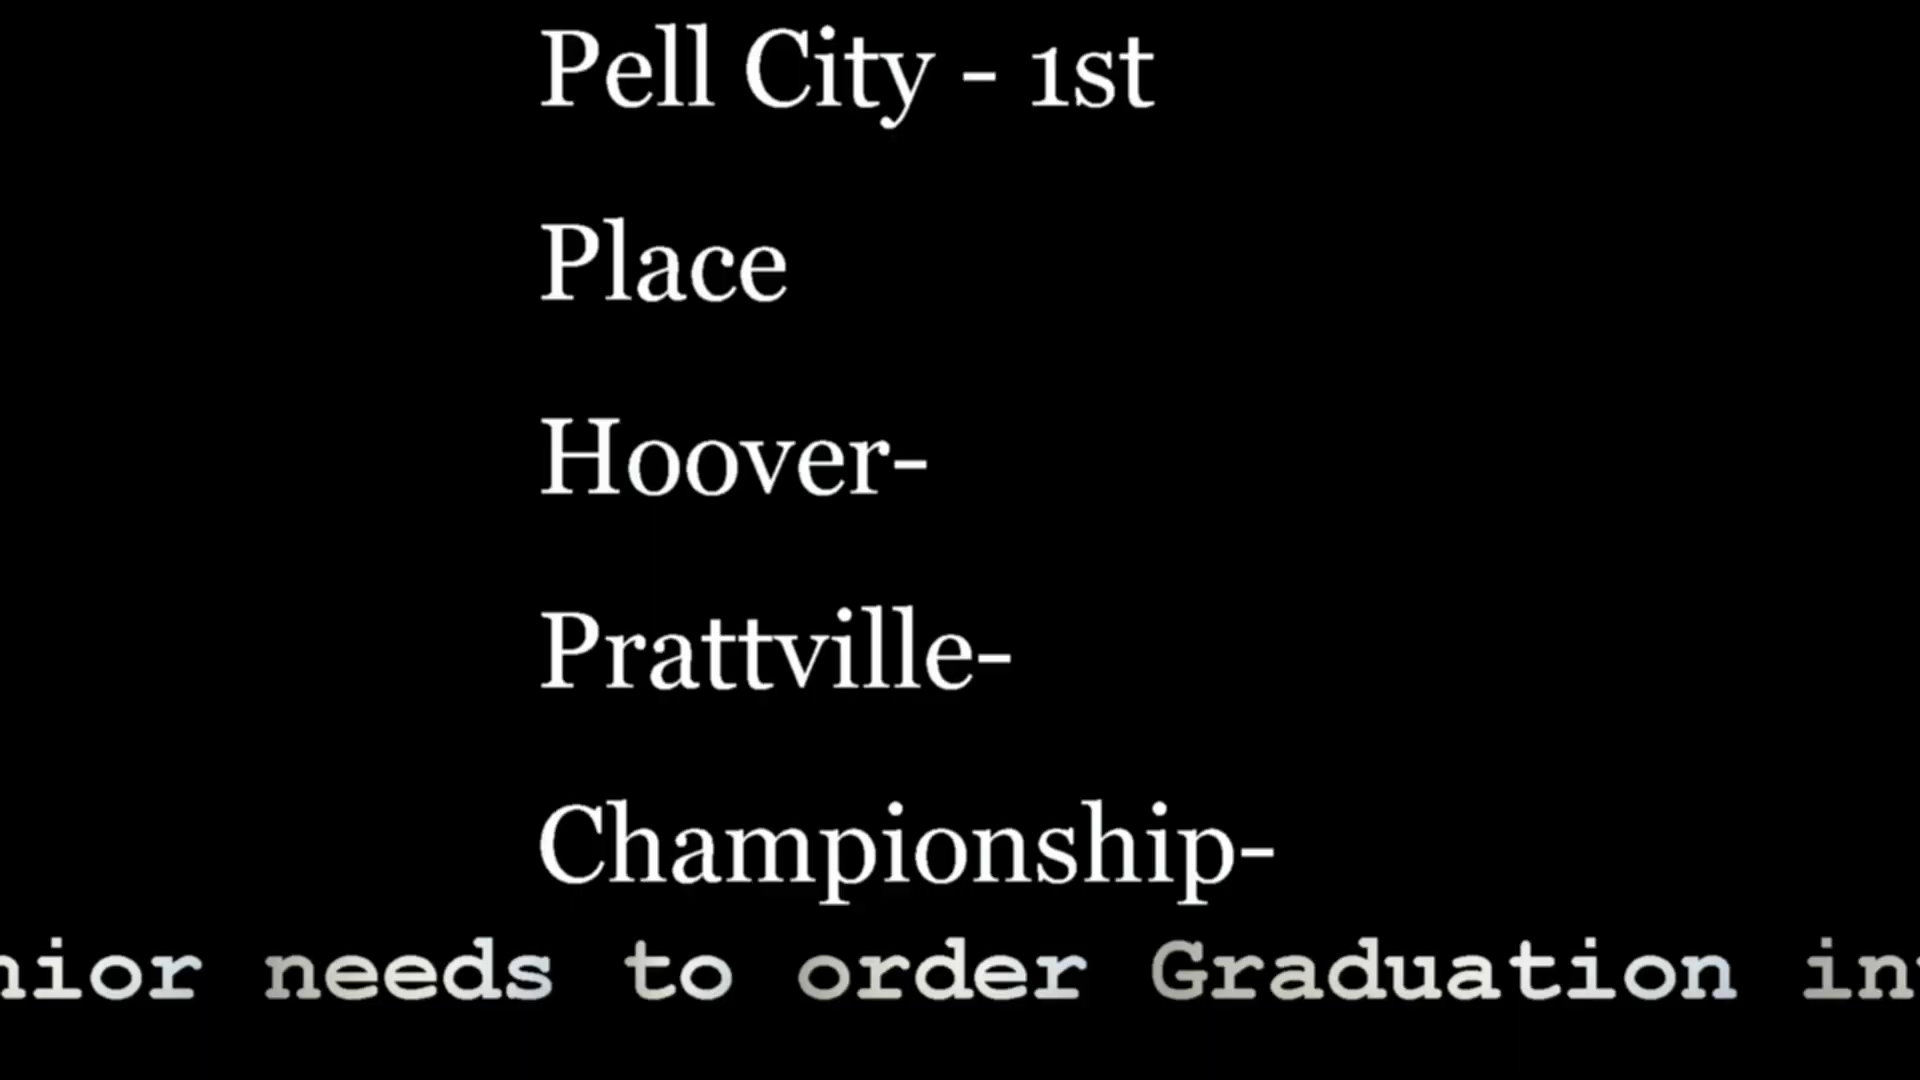 Pell City - 1st
Place
Hoover-
Prattville-
Championship-
nior needs to order Graduation in